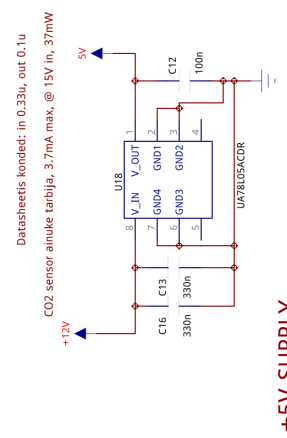 Datasheetis konded: in 0.33u, out 0.1u
CO2 sensor ainuke tarbija, 3.7mA max, @ 15V in, 37mW
5V
C12
100n
1
2
3
4
V_OUT
GND1
GND2
U18
UA78L05ACDR
V_IN
GND4
GND3
8
7
6
5
C13
330n
C16
330n
+12V
+5V SUPPLY